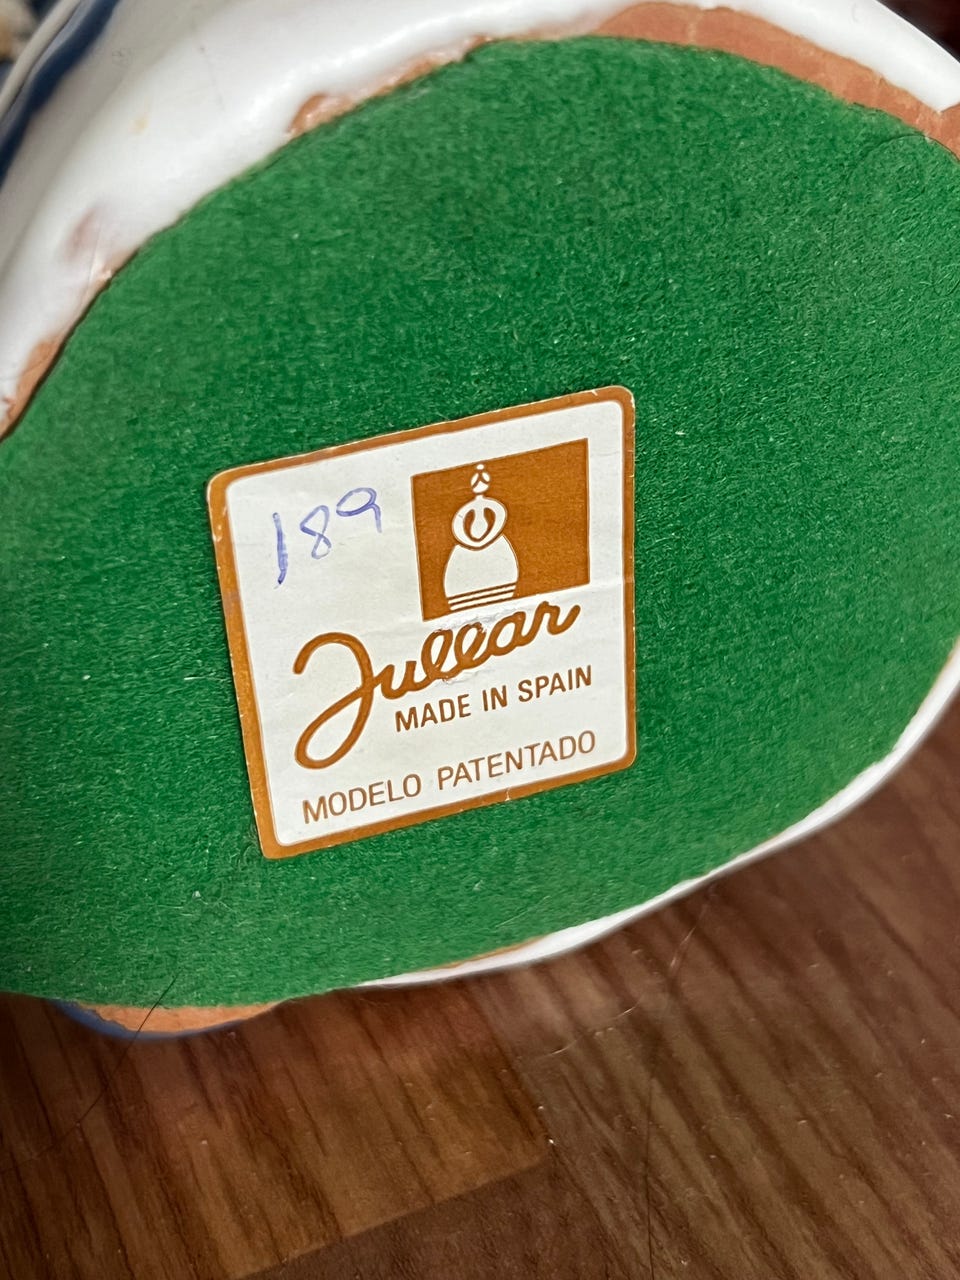 189
Jullar
MADE IN SPAIN
MODELO PATENTADO